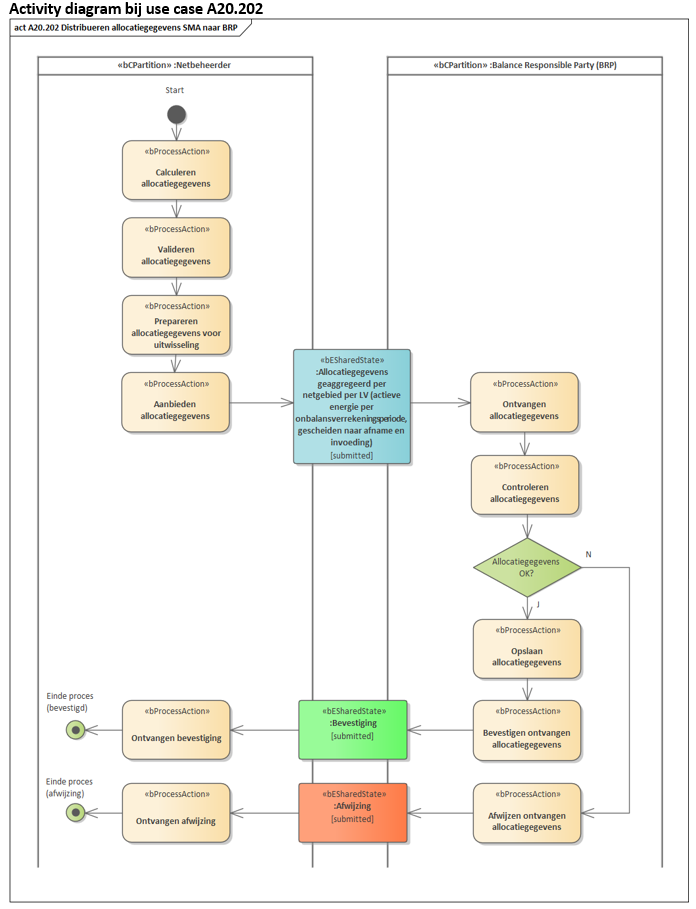 Activity diagram bij use case A20.202
act A20.202 Distribueren allocatiegegevens SMA naar BRP
«bCPartition» :Netbeheerder
«bCPartition» :Balance Responsible Party (BRP)
Start
«bProcessAction»
Calculeren
allocatiegegevens
«bProcessAction»
Valideren
allocatiegegevens
«bProcessAction»
Prepareren
allocatiegegevens voor
uitwisseling
«bProcessAction»
Aanbieden
allocatiegegevens
«bESharedState»
:Allocatiegegevens
geaggregeerd per
netgebied per LV (actieve
energie per
onbalansverrekeningsperiode,
gescheiden naar afname en
invoeding)
[submitted]
«bProcessAction»
Ontvangen
allocatiegegevens
«bProcessAction»
Controleren
allocatiegegevens
Allocatiegegevens
OK?
N
J
«bProcessAction»
Opslaan
allocatiegegevens
«bProcessAction»
Bevestigen ontvangen
allocatiegegevens
«bESharedState»
:Bevestiging
[submitted]
«bProcessAction»
Ontvangen bevestiging
Einde proces
(bevestigd)
«bProcessAction»
Afwijzen ontvangen
allocatiegegevens
«bESharedState»
:Afwijzing
[submitted]
«bProcessAction»
Ontvangen afwijzing
Einde proces
(afwijzing)